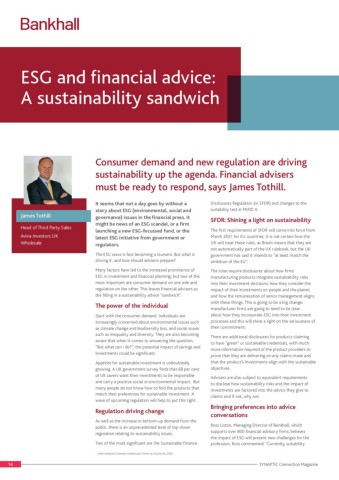 Bankhall
ESG and financial advice:
A sustainability sandwich
Consumer demand and new regulation are driving
sustainability up the agenda. Financial advisers
must be ready to respond, says James Tothill.
James Tothill
Head of Third Party Sales
Aviva Investors UK
Wholesale
It seems that not a day goes by without a
story about ESG (environmental, social and
governance) issues in the financial press. It
might be news of an ESG scandal, or a firm
launching a new ESG-focussed fund, or the
latest ESG initiative from government or
regulators.
The ESG wave is fast becoming a tsunami. But what is
driving it, and how should advisers prepare?
Many factors have led to the increased prominence of
ESG in investment and financial planning, but two of the
most important are consumer demand on one side and
regulation on the other. This leaves financial advisers as
the filling in a sustainability advice "sandwich".
The power of the individual
Start with the consumer demand. Individuals are
increasingly concerned about environmental issues such
as climate change and biodiversity loss, and social issues
such as inequality and diversity. They are also becoming
aware that when it comes to answering the question,
"But what can I do?", the potential impact of savings and
investments could be significant.
Appetite for sustainable investment is undoubtedly
growing. A UK government survey finds that 68 per cent
of UK savers want their investments to be responsible
and carry a positive social or environmental impact. But
many people do not know how to find the products that
match their preferences for sustainable investment. A
wave of upcoming regulation will help to put this right.
Regulation driving change
As well as the increase in bottom-up demand from the
public, there is an unprecedented level of top-down
regulation relating to sustainability issues.
Two of the most significant are the Sustainable Finance
Disclosures Regulation (or SFDR) and changes to the
suitability test in MiFID II.
SFDR: Shining a light on sustainability
The first requirements of SFDR will come into force from
March 2021 for EU countries. It is not certain how the
UK will treat these rules, as Brexit means they are
not automatically part of the UK rulebook, but the UK
government has said it intends to "at least match the
ambition of the EU".
The rules require disclosures about how firms
manufacturing products integrate sustainability risks
into their investment decisions; how they consider the
impact of their investments on people and the planet;
and how the remuneration of senior management aligns
with these things. This is going to be a big change:
manufacturer firms are going to need to be clear
about how they incorporate ESG into their investment
processes and this will shine a light on the seriousness of
their commitment.
There are additional disclosures for products claiming
to have "green" or sustainable credentials, with much
more information required of the product providers to
prove that they are delivering on any claims made and
that the product's investments align with the sustainable
objectives.
Advisers are also subject to equivalent requirements
to disclose how sustainability risks and the impact of
investments are factored into the advice they give to
clients and if not, why not.
Bringing preferences into advice
conversations
Ross Liston, Managing Director of Bankhall, which
supports over 800 financial advisory firms, believes
the impact of ESG will present new challenges for the
profession. Ross commented: "Currently, suitability
14
SYNAPTIC Connection Magazine